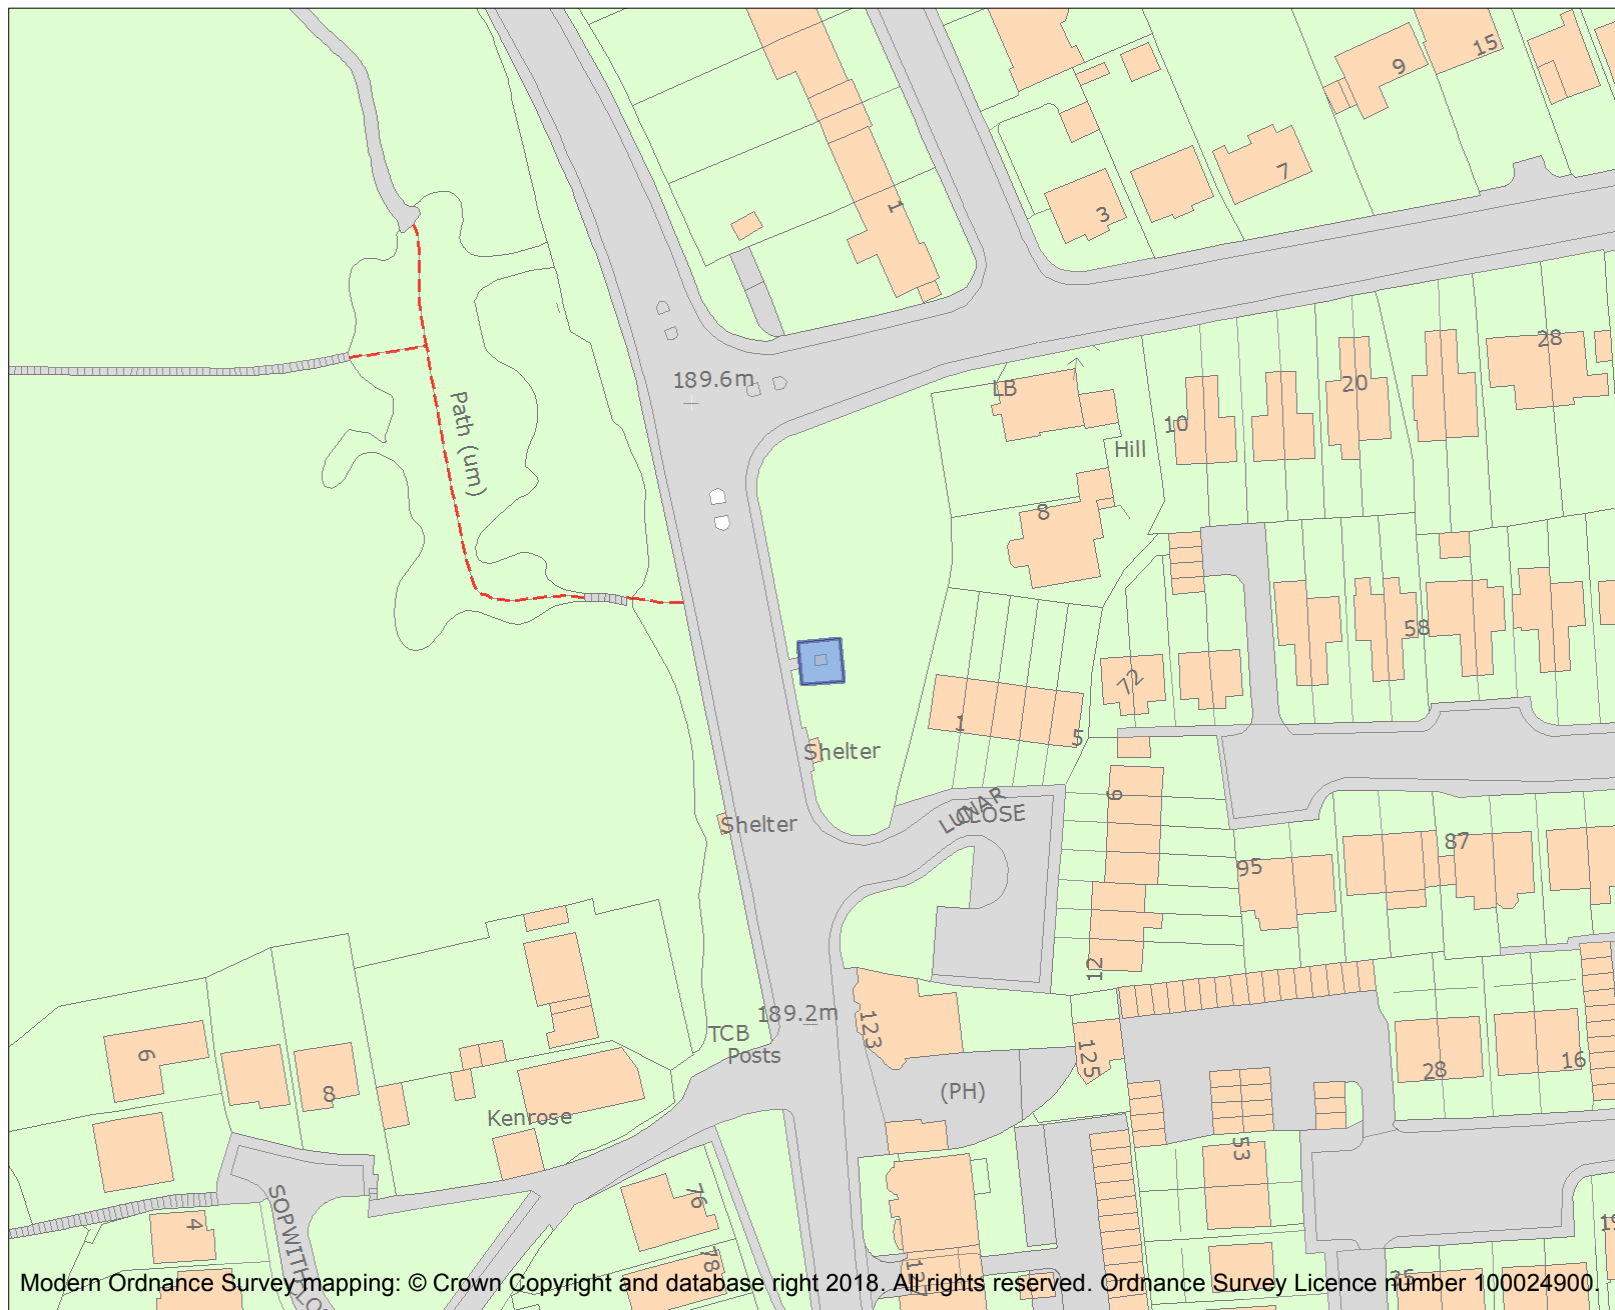 15
9
7
1
3
28
189.6m
LB
20
10
Path (um)
Hill
8
58
72
1
5
Shelter
Shelter
LUNAR
CLOSE
9
87
95
12
189.2m
TCB
Posts
123
125
6
8
(PH)
28
16
Kenrose
53
76
4
SOPWITH
78
Modern Ordnance Survey mapping: © Crown Copyright and database right 2018. All rights reserved. Ordnance Survey Licence number 100024900.